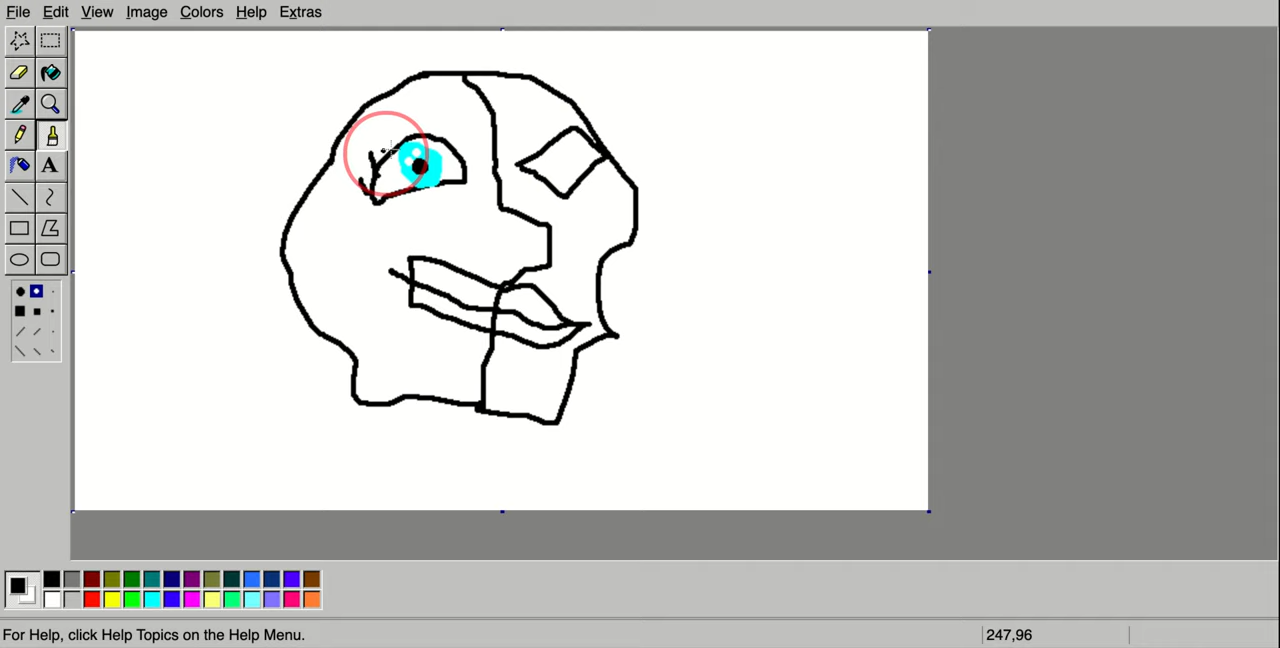 File Edit View Image Colors Help Extras
A
For Help, click Help Topics on the Help Menu.
247,96